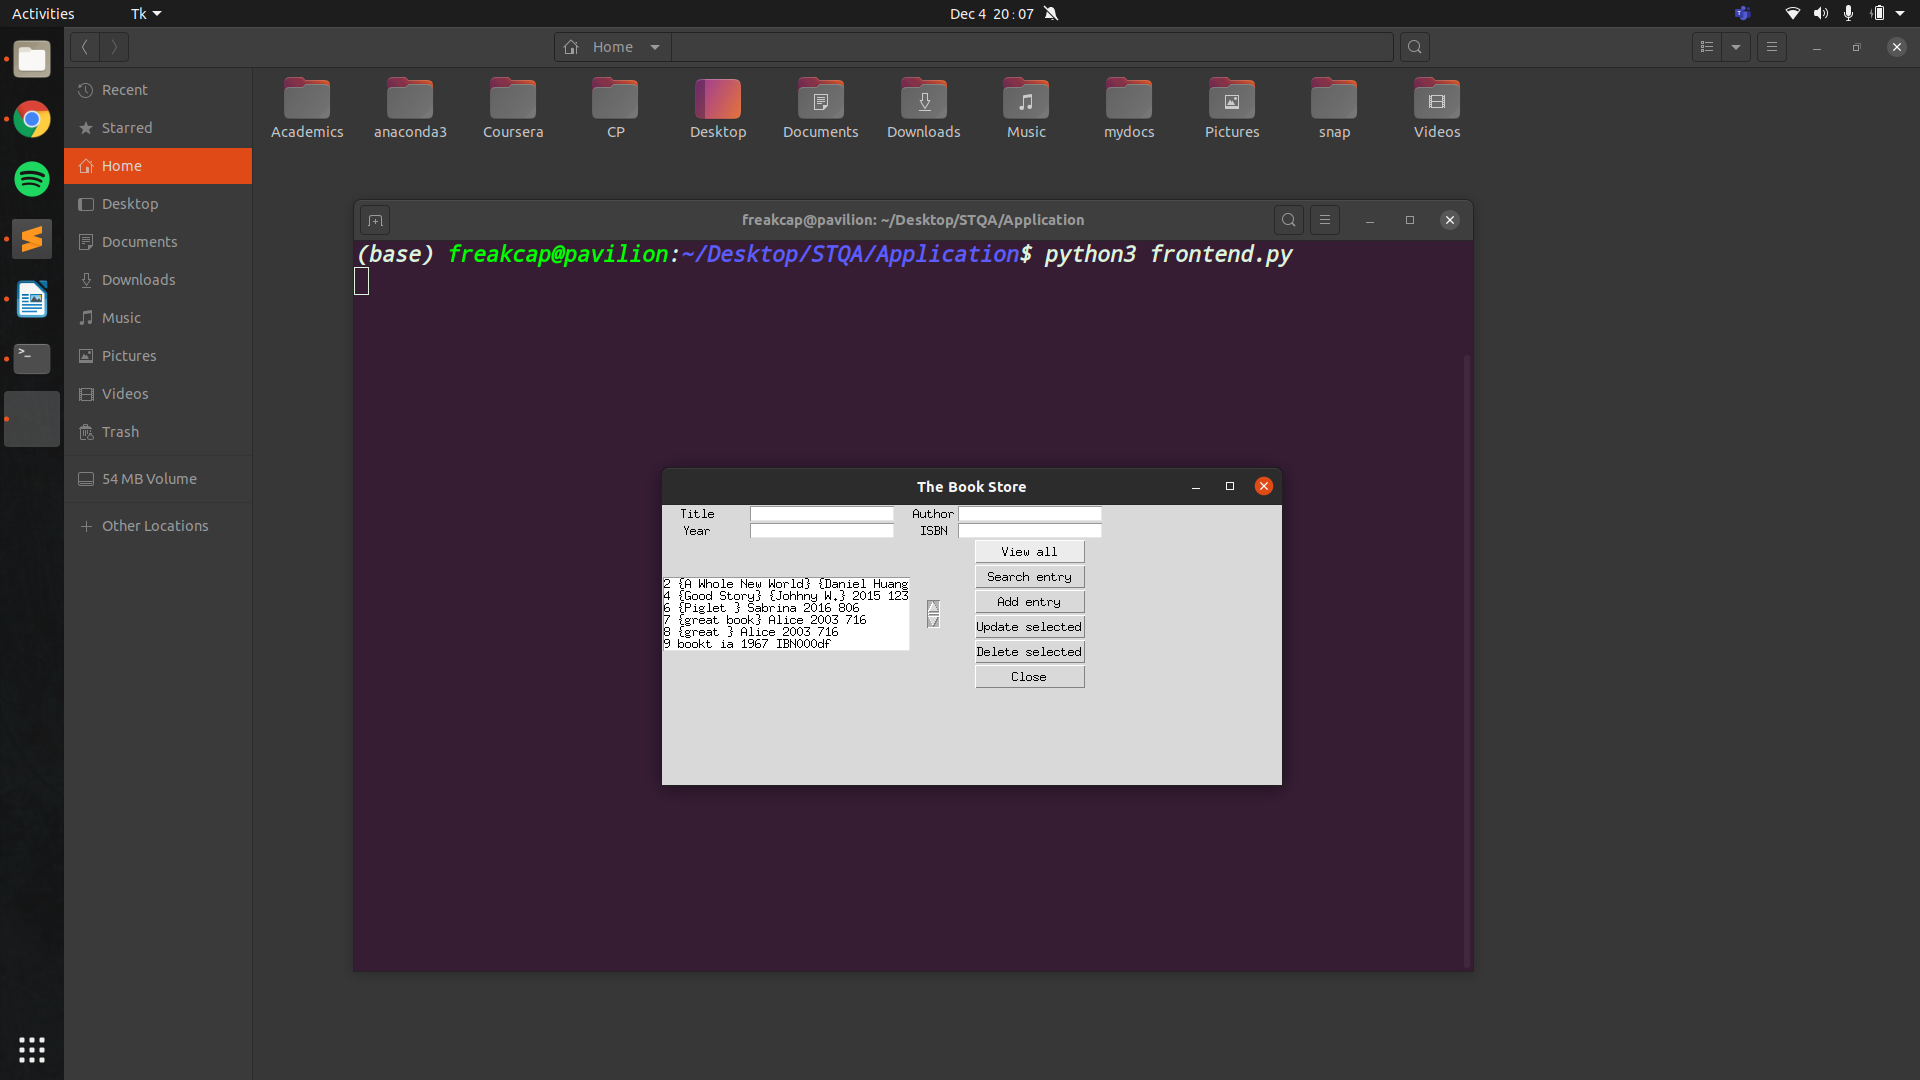 Activities
Tk
Dec 4 20:07
Home
Recent
Starred
Home
Desktop
Documents
Downloads
Music
Pictures
Videos
Trash
54 MB Volume
Other Locations
Academics
anaconda3
Coursera
CP
Desktop
Documents
Downloads
Music
mydocs
Pictures
snap
Videos
freakcap@pavilion: ~/Desktop/STQA/Application
(base) freakcap@pavilion:~/Desktop/STQA/Application$ python3 frontend.py
The Book Store
Title
Author
Year
ISBN
2 {A Whole New World} {Daniel Huang
4 {Good Story} {Johhny W.} 2015 123
6 {Piglet } Sabrina 2016 806
7 {great book} Alice 2003 716
8 {great } Alice 2003 716
9 bookt ia 1967 IBN000df
View all
Search entry
Add entry
Update selected
Delete selected
Close